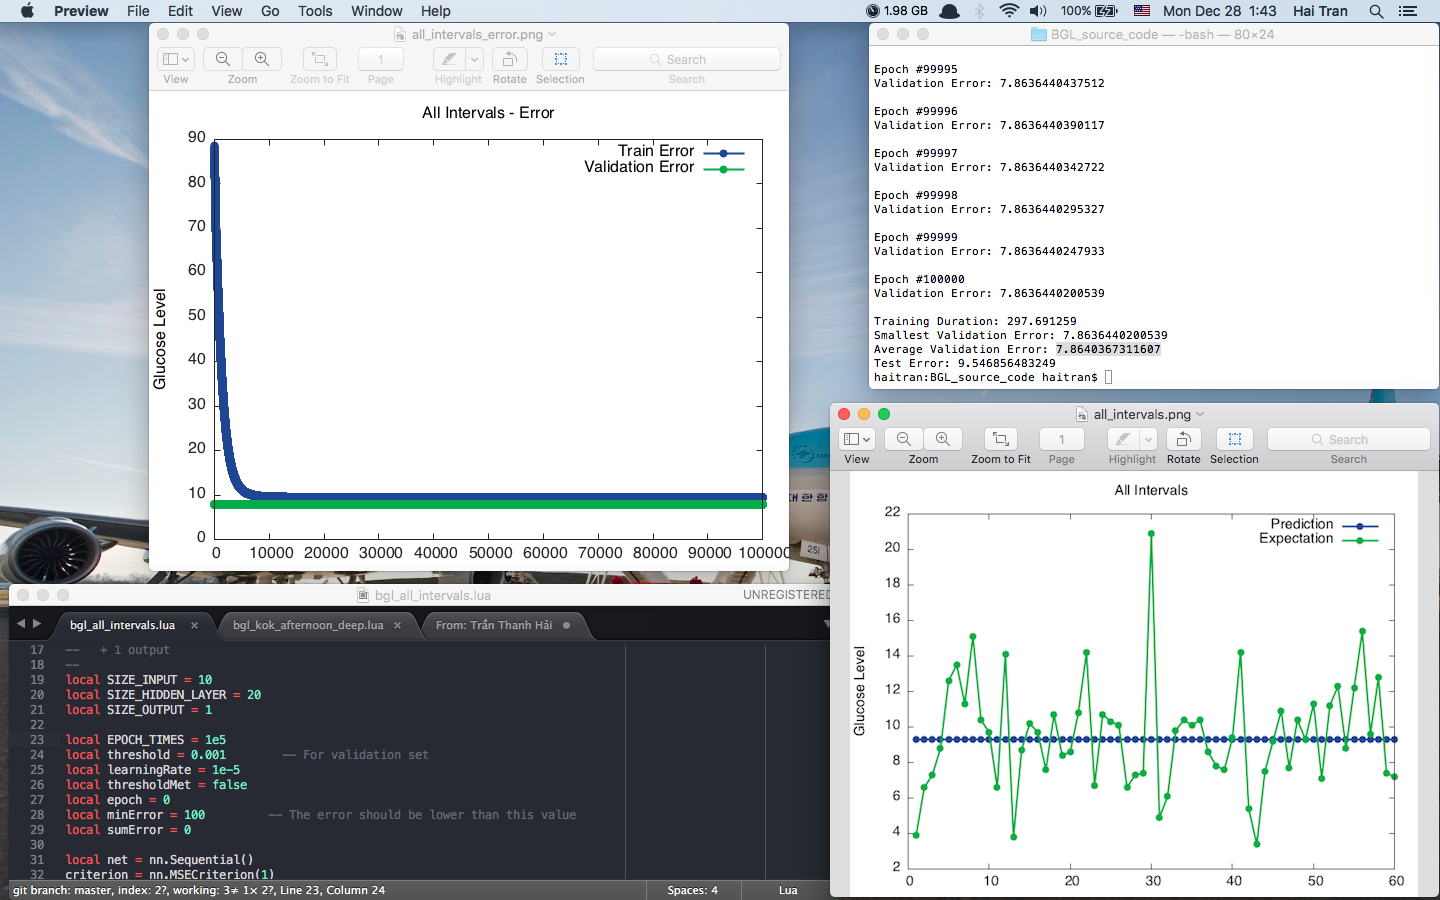 Preview File Edit View Go Tools Window Help 1.98 GB 100% Mon Dec 28 1:43 Hai Tran
all_intervals_error.png
1 Search
View Zoom Zoom to Fit Page Highlight Rotate Selection Search
All Intervals - Error
Train Error
Validation Error
90
80
70
60
50
40
30
20
10
0
Glucose Level
0 10000 20000 30000 40000 50000 60000 70000 80000 90000 100000
BGL_source_code — -bash — 80×24
Epoch #99995
Validation Error: 7.8636440437512
Epoch #99996
Validation Error: 7.8636440390117
Epoch #99997
Validation Error: 7.8636440342722
Epoch #99998
Validation Error: 7.8636440295327
Epoch #99999
Validation Error: 7.8636440247933
Epoch #100000
Validation Error: 7.8636440200539
Training Duration: 297.691259
Smallest Validation Error: 7.8636440200539
Average Validation Error: 7.8640367311607
Test Error: 9.546856483249
haitran:BGL_source_code haitran$
대한항
251
bgl_all_intervals.lua UNREGISTERED
bgl_all_intervals.lua × bgl_kok_afternoon_deep.lua × From: Trần Thanh Hải
17 -- + 1 output
18 --
19 local SIZE_INPUT = 10
20 local SIZE_HIDDEN_LAYER = 20
21 local SIZE_OUTPUT = 1
22
23 local EPOCH_TIMES = 1e5
24 local threshold = 0.001 -- For validation set
25 local learningRate = 1e-5
26 local thresholdMet = false
27 local epoch = 0
28 local minError = 100 -- The error should be lower than this value
29 local sumError = 0
30
31 local net = nn.Sequential()
32 criterion = nn.MSECriterion(1)
git branch: master, index: 2?, working: 3≠ 1× 2?, Line 23, Column 24 Spaces: 4 Lua
all_intervals.png
1 Search
View Zoom Zoom to Fit Page Highlight Rotate Selection Search
All Intervals
Prediction
Expectation
22
20
18
16
14
12
10
8
6
4
2
Glucose Level
0 10 20 30 40 50 60